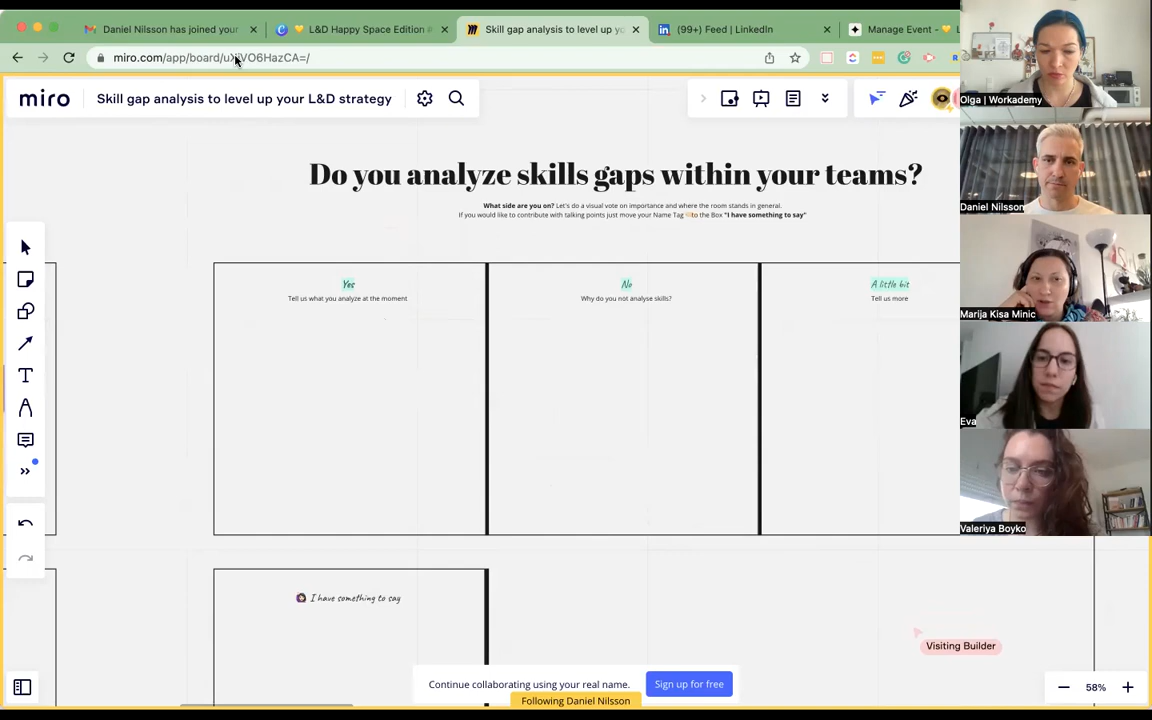 Daniel Nilsson has joined your
L&D Happy Space Edition #
Skill gap analysis to level up yo
(99+) Feed | LinkedIn
Manage Event - L
miro.com/app/board/uXjVO6HazCA=/
miro
Skill gap analysis to level up your L&D strategy
Olga | Workademy
Do you analyze skills gaps within your teams?
What side are you on? Let's do a visual vote on importance and where the room stands in general.
If you would like to contribute with talking points just move your Name Tag to the Box "I have something to say"
Daniel Nilsson
Yes
Tell us what you analyze at the moment
No
Why do you not analyse skills?
A little bit
Tell us more
Marija Kisa Minic
Eva
Valeriya Boyko
I have something to say
Visiting Builder
Continue collaborating using your real name.
Sign up for free
Following Daniel Nilsson
58%